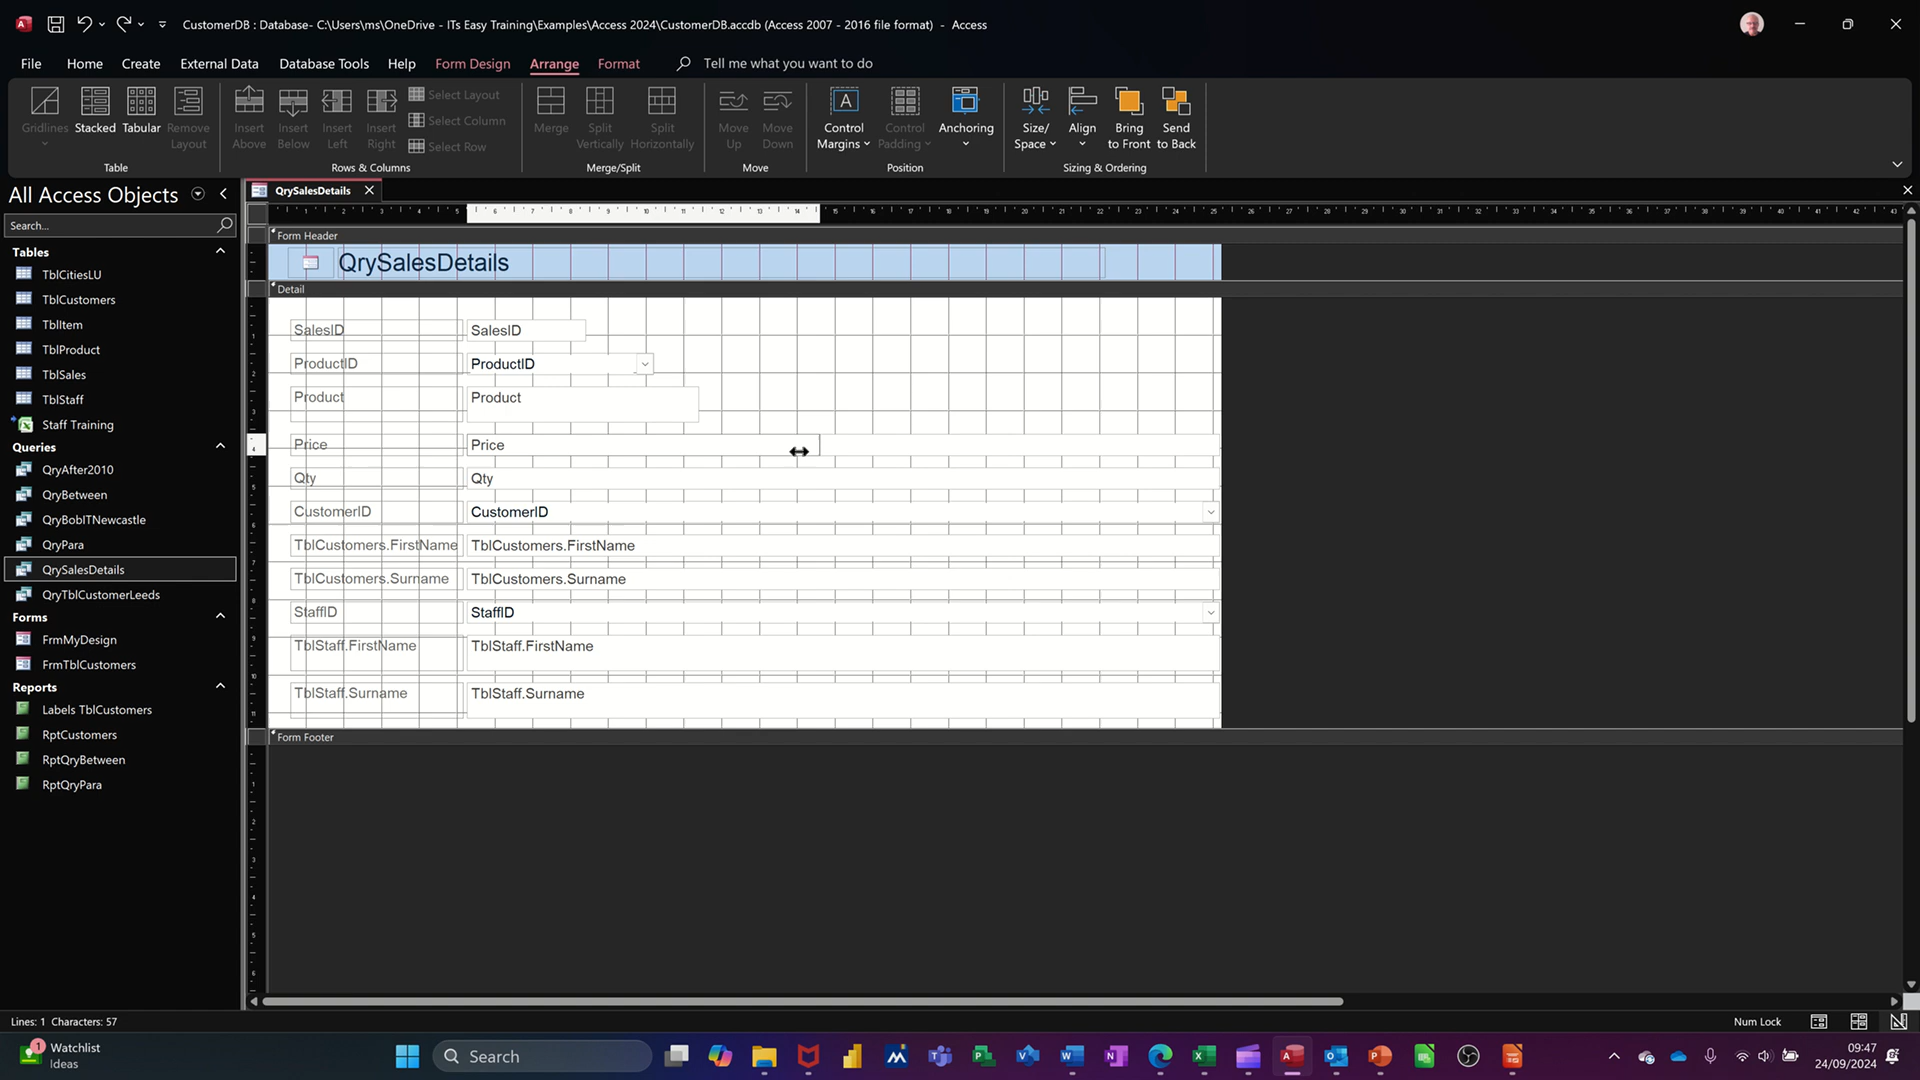 CustomerDB : Database- C:\Users\ms\OneDrive - ITs Easy Training\Examples\Access 2024\CustomerDB.accdb (Access 2007 - 2016 file format) - Access
File Home Create External Data Database Tools Help Form Design Arrange Format Tell me what you want to do
Gridlines Stacked Tabular Remove Layout
Insert Above Insert Below Insert Left Insert Right
Select Layout
Select Column
Select Row
Merge Split Vertically Split Horizontally
Move Up Move Down
Control Margins Control Padding Anchoring
Size/ Space Align Bring to Front Send to Back
Table Rows & Columns Merge/Split Move Position Sizing & Ordering
All Access Objects
Search...
Tables
TblCitiesLU
TblCustomers
TblItem
TblProduct
TblSales
TblStaff
Staff Training
Queries
QryAfter2010
QryBetween
QryBobITNewcastle
QryPara
QrySalesDetails
QryTblCustomerLeeds
Forms
FrmMyDesign
FrmTblCustomers
Reports
Labels TblCustomers
RptCustomers
RptQryBetween
RptQryPara
QrySalesDetails
Form Header
QrySalesDetails
Detail
SalesID SalesID
ProductID ProductID
Product Product
Price Price
Qty Qty
CustomerID CustomerID
TblCustomers.FirstName TblCustomers.FirstName
TblCustomers.Surname TblCustomers.Surname
StaffID StaffID
TblStaff.FirstName TblStaff.FirstName
TblStaff.Surname TblStaff.Surname
Form Footer
Lines: 1 Characters: 57
Num Lock
1 Watchlist
Ideas
Search
09:47
24/09/2024